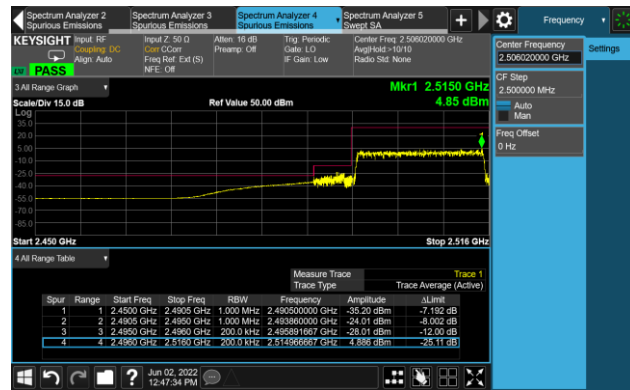 Spectrum Analyzer 2
Spurious Emissions
Spectrum Analyzer 3
Spurious Emissions
Spectrum Analyzer 4
Spurious Emissions
Spectrum Analyzer 5
Swept SA
Frequency
KEYSIGHT
Input: RF
Coupling: DC
Align: Auto
Input Z: 50 Ω
Corr CCorr
Freq Ref: Ext (S)
NFE: Off
Atten: 16 dB
Preamp: Off
Trig: Periodic
Gate: LO
IF Gain: Low
Center Freq: 2.506020000 GHz
Avg|Hold:>10/10
Radio Std: None
PASS
3 All Range Graph
Mkr1 2.5150 GHz
4.85 dBm
Scale/Div 15.0 dB
Ref Value 50.00 dBm
Log
35.0
20.0
5.00
-10.0
-25.0
-40.0
-55.0
-70.0
-85.0
Start 2.450 GHz
Stop 2.516 GHz
4 All Range Table
Measure Trace Trace 1
Trace Type Trace Average (Active)
Spur Range Start Freq Stop Freq RBW Frequency Amplitude ΔLimit
1 1 2.4500 GHz 2.4905 GHz 1.000 MHz 2.490500000 GHz -35.20 dBm -7.192 dB
2 2 2.4905 GHz 2.4950 GHz 1.000 MHz 2.493860000 GHz -24.01 dBm -8.002 dB
3 3 2.4950 GHz 2.4960 GHz 200.0 kHz 2.495891667 GHz -28.01 dBm -12.00 dB
4 4 2.4960 GHz 2.5160 GHz 200.0 kHz 2.514966667 GHz 4.886 dBm -25.11 dB
Center Frequency
2.506020000 GHz
Settings
CF Step
2.500000 MHz
Auto
Man
Freq Offset
0 Hz
Jun 02, 2022
12:47:34 PM